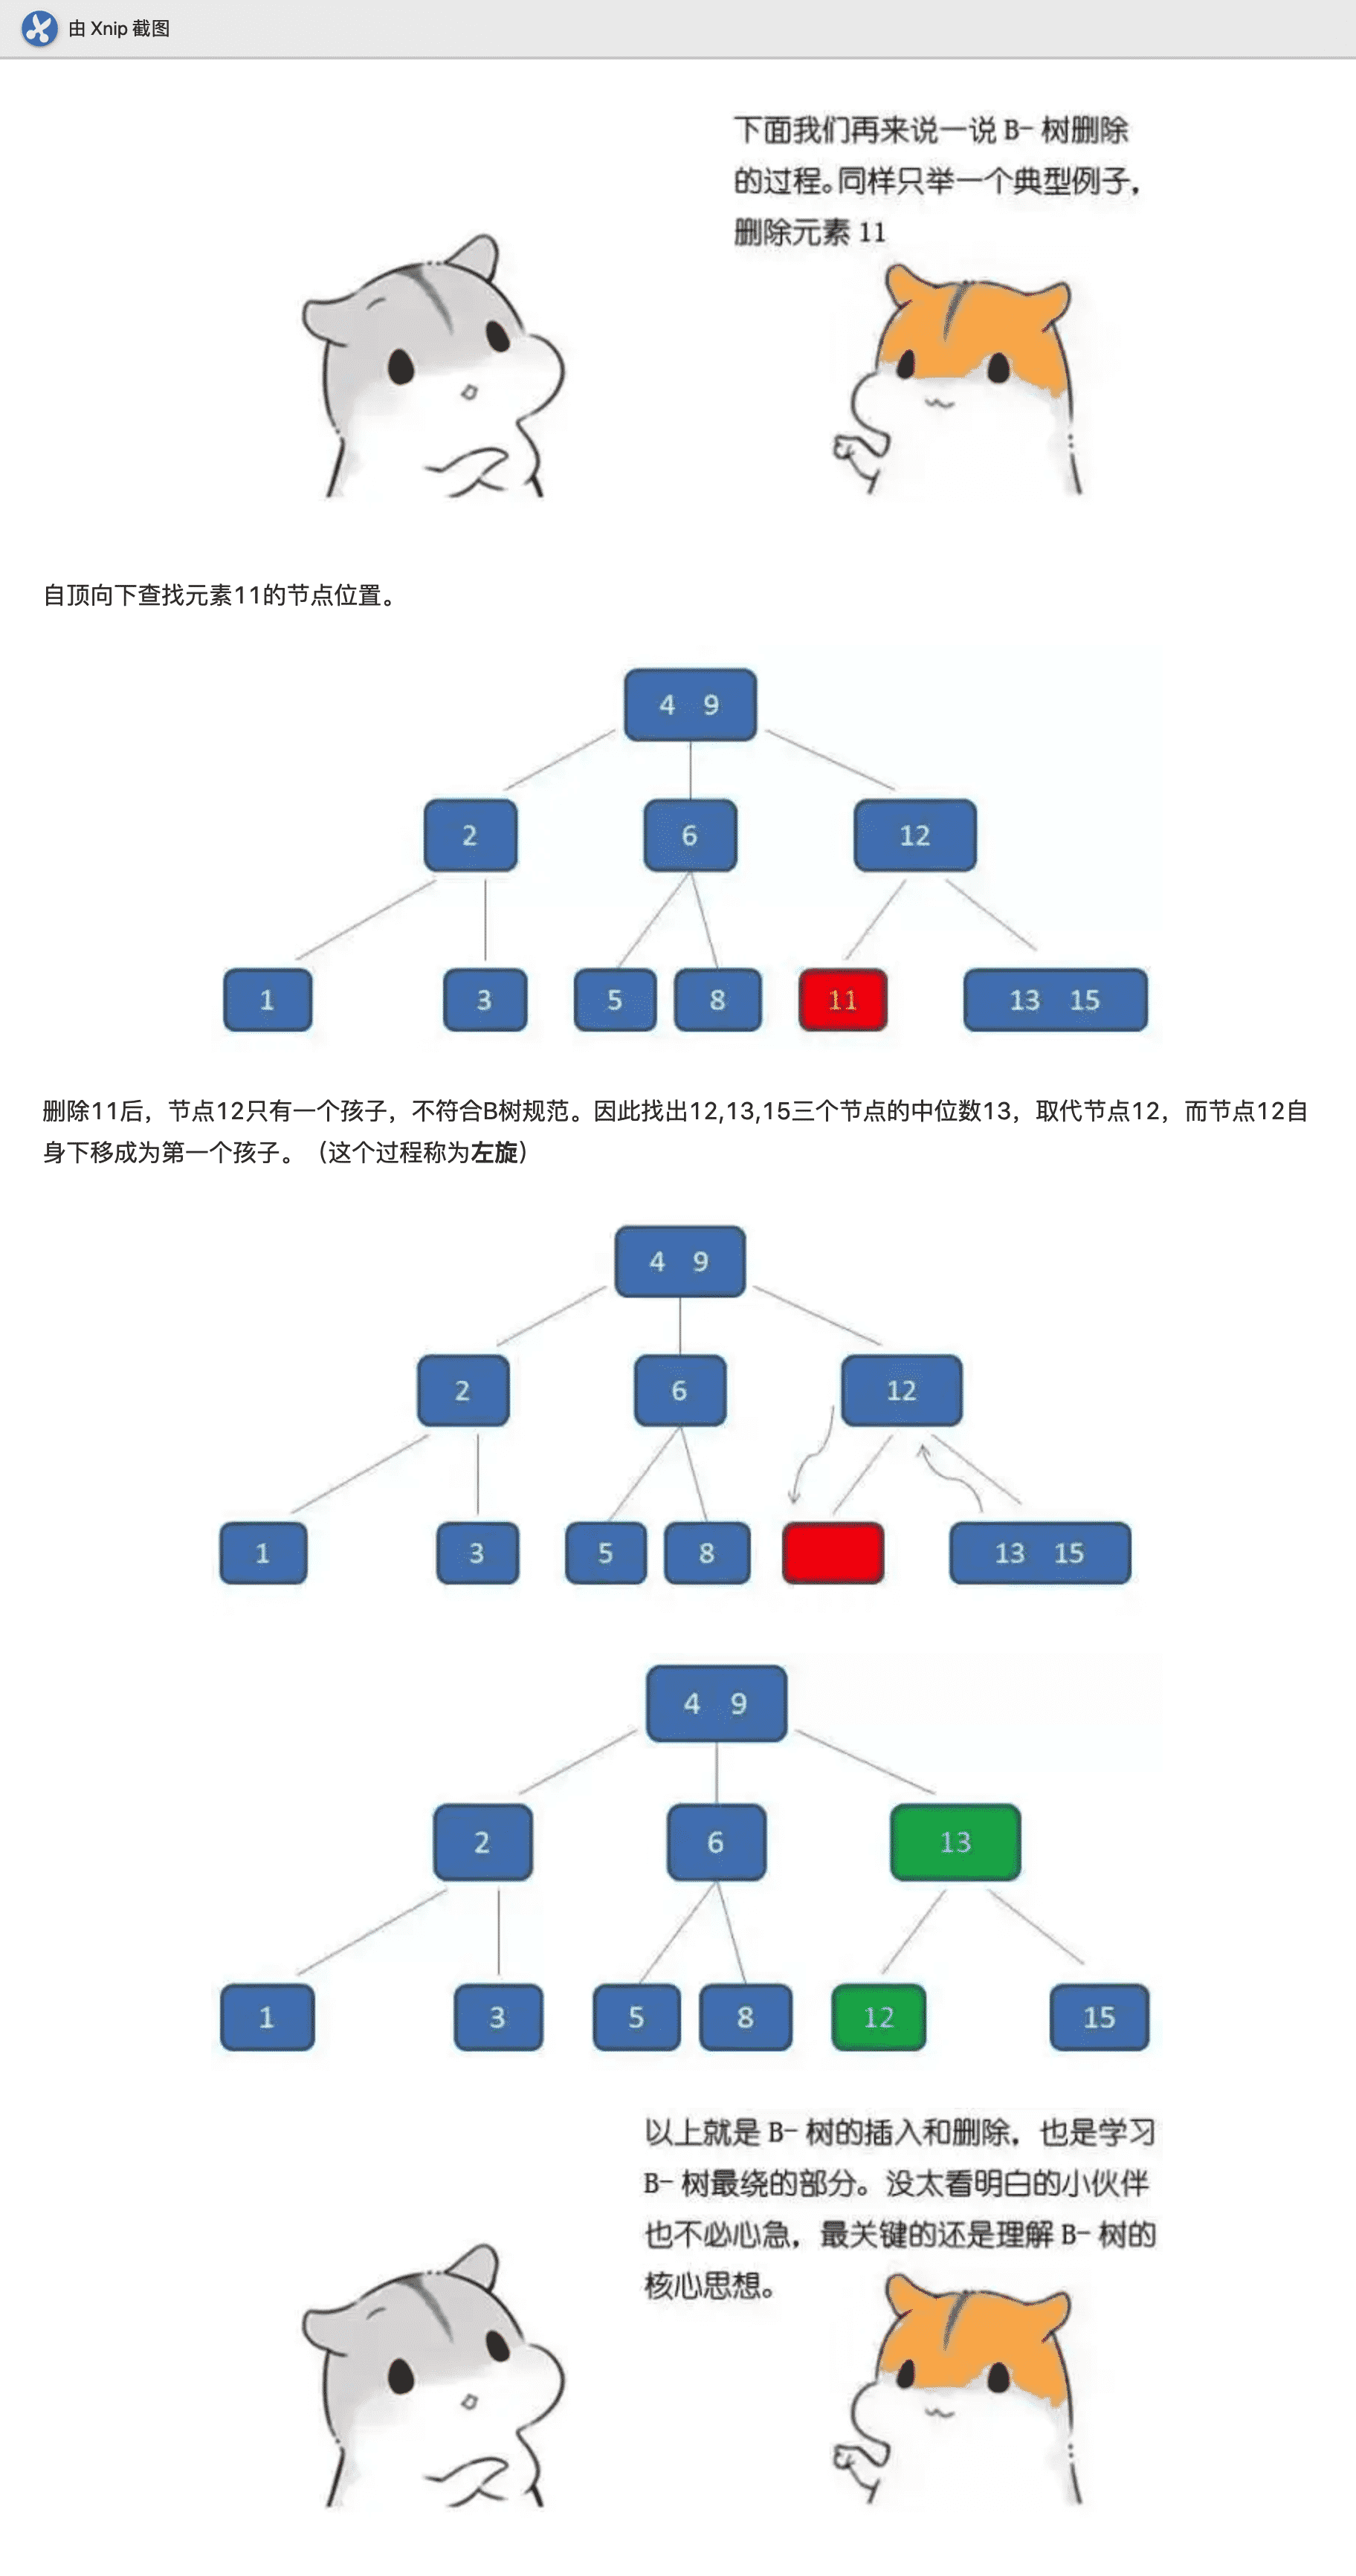 由 Xnip 截图
下面我们再来说一说 B- 树删除
的过程。同样只举一个典型例子，
删除元素 11
自顶向下查找元素11的节点位置。
4 9
2 6 12
1 3 5 8 11 13 15
删除11后，节点12只有一个孩子，不符合B树规范。因此找出12,13,15三个节点的中位数13，取代节点12，而节点12自
身下移成为第一个孩子。（这个过程称为左旋）
4 9
2 6 12
1 3 5 8 13 15
4 9
2 6 13
1 3 5 8 12 15
以上就是 B- 树的插入和删除，也是学习
B- 树最绕的部分。没太看明白的小伙伴
也不必心急，最关键的还是理解 B- 树的
核心思想。